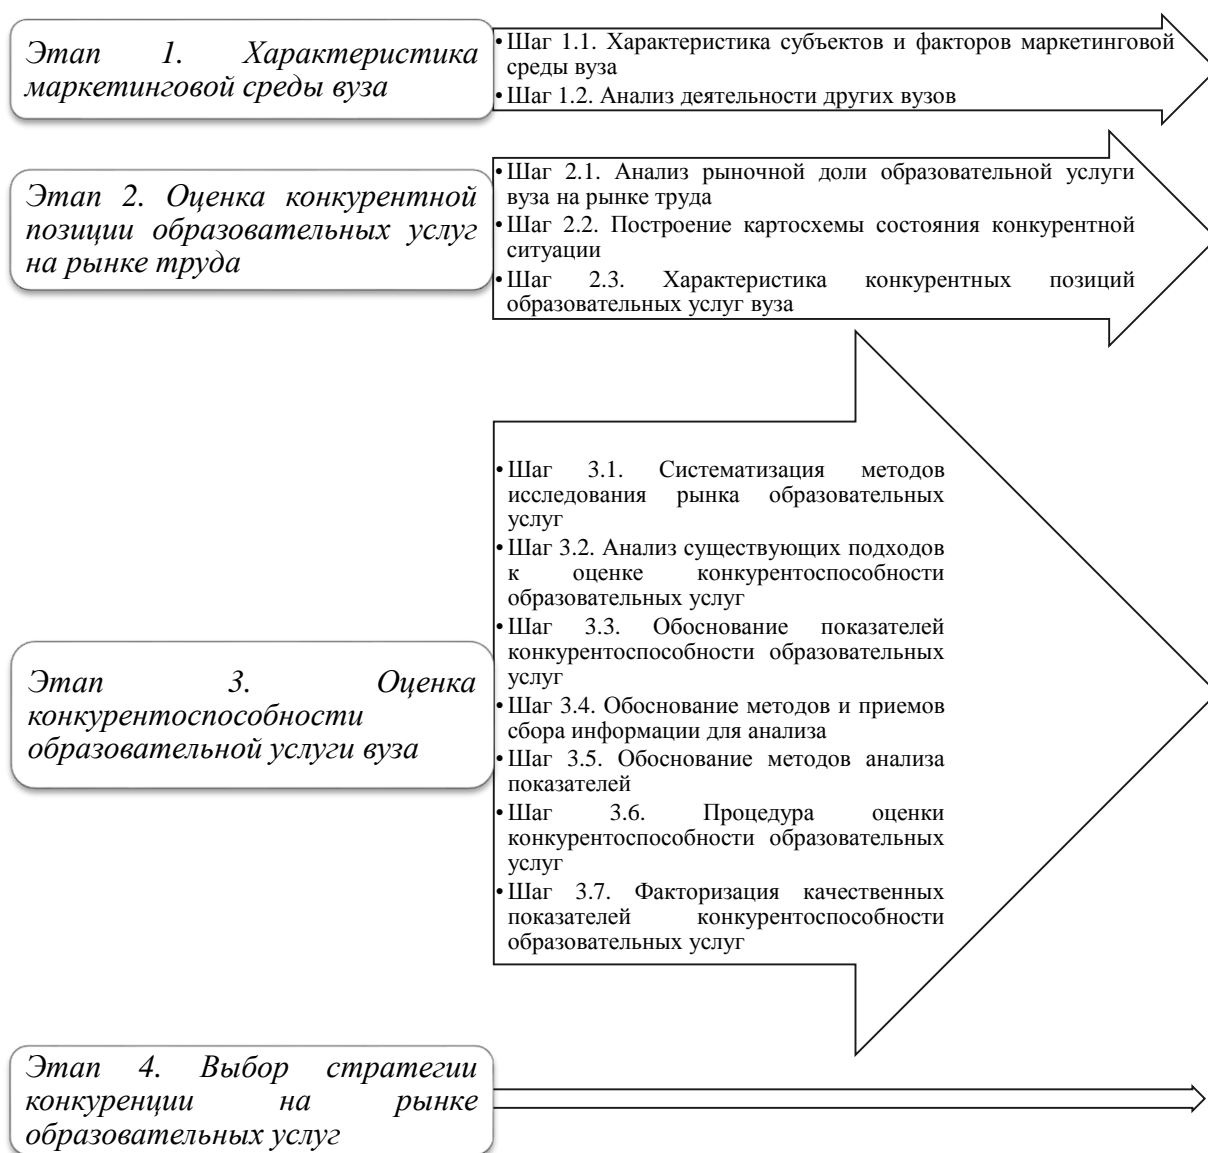 Этап 1. Характеристика
маркетинговой среды вуза
• Шаг 1.1. Характеристика субъектов и факторов маркетинговой
среды вуза
• Шаг 1.2. Анализ деятельности других вузов
Этап 2. Оценка конкурентной
позиции образовательных услуг
на рынке труда
• Шаг 2.1. Анализ рыночной доли образовательной услуги
вуза на рынке труда
• Шаг 2.2. Построение картосхемы состояния конкурентной
ситуации
• Шаг 2.3. Характеристика конкурентных позиций
образовательных услуг вуза
Этап 3. Оценка
конкурентоспособности
образовательной услуги вуза
• Шаг 3.1. Систематизация методов
исследования рынка образовательных
услуг
• Шаг 3.2. Анализ существующих подходов
к оценке конкурентоспособности
образовательных услуг
• Шаг 3.3. Обоснование показателей
конкурентоспособности образовательных
услуг
• Шаг 3.4. Обоснование методов и приемов
сбора информации для анализа
• Шаг 3.5. Обоснование методов анализа
показателей
• Шаг 3.6. Процедура оценки
конкурентоспособности образовательных
услуг
• Шаг 3.7. Факторизация качественных
показателей конкурентоспособности
образовательных услуг
Этап 4. Выбор стратегии
конкуренции на рынке
образовательных услуг